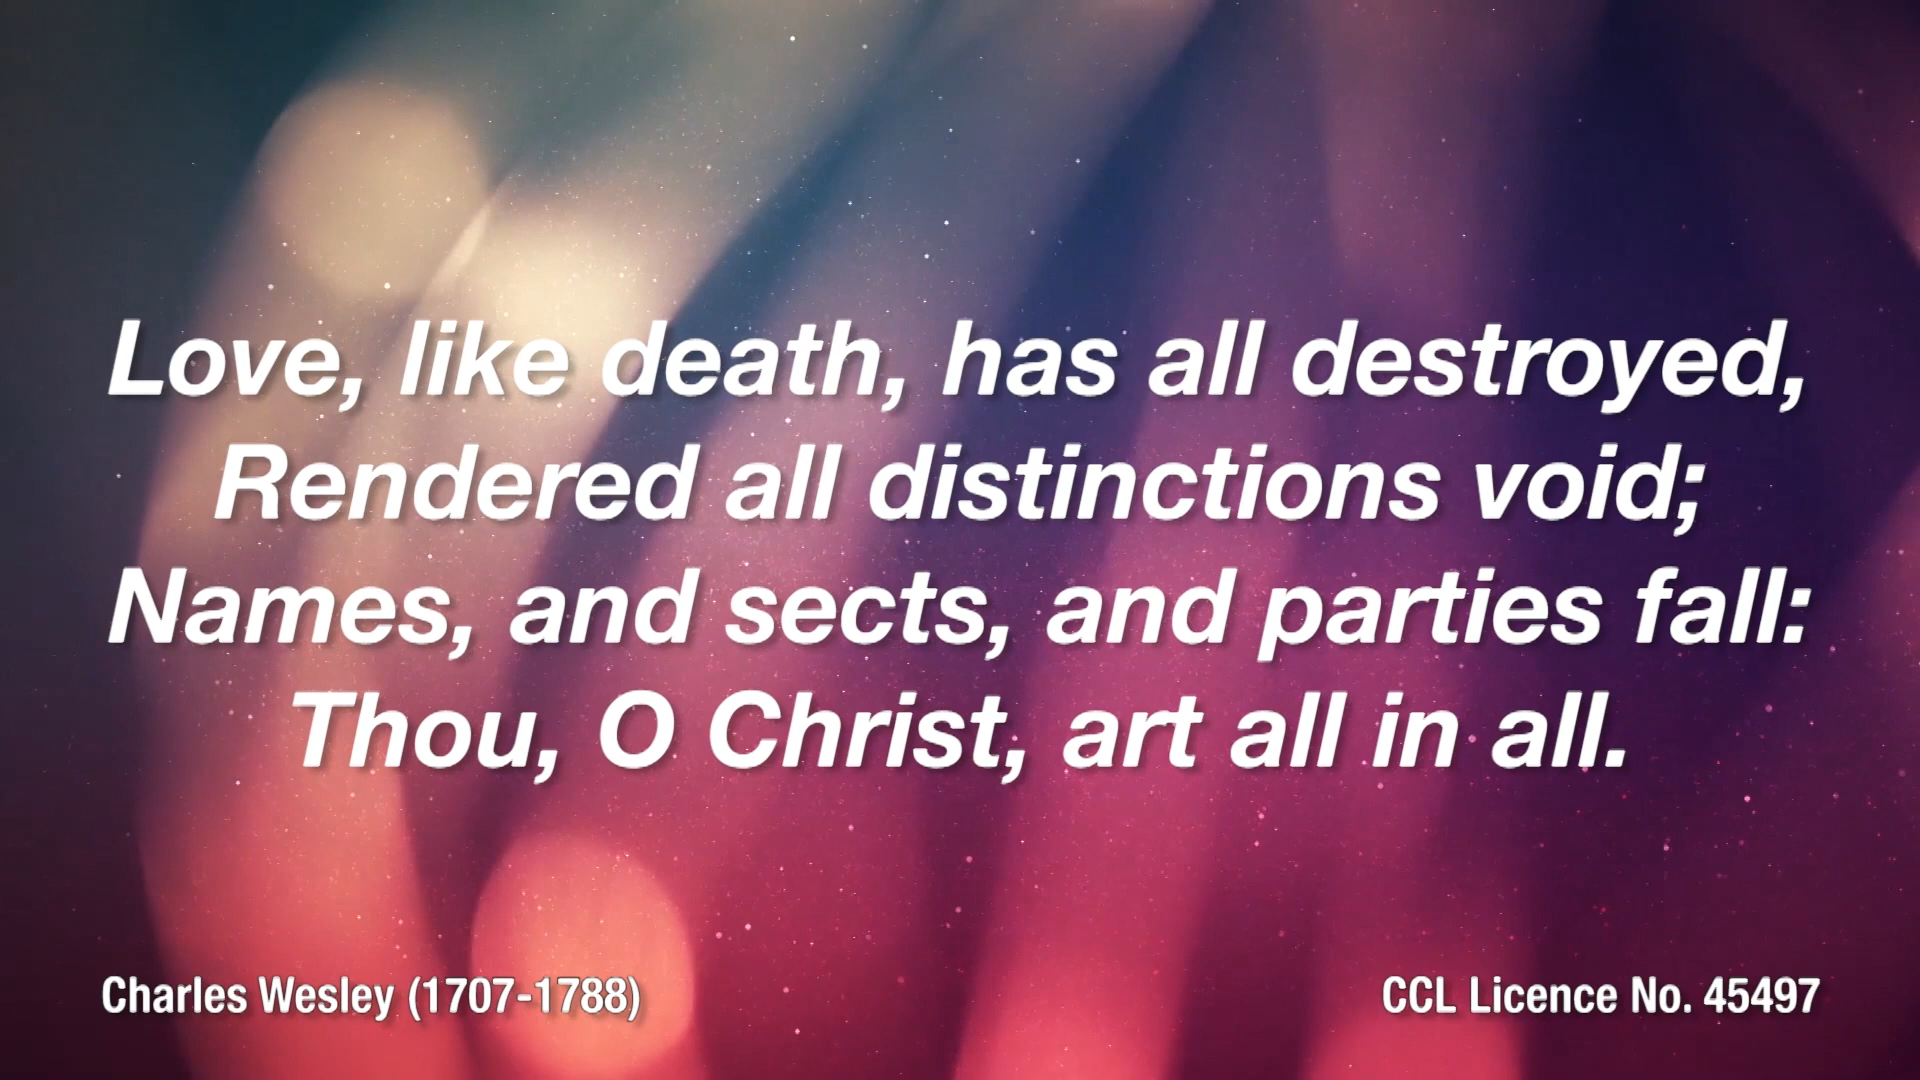 Love, like death, has all destroyed,
Rendered all distinctions void;
Names, and sects, and parties fall:
Thou, O Christ, art all in all.
Charles Wesley (1707-1788)
CCL Licence No. 45497